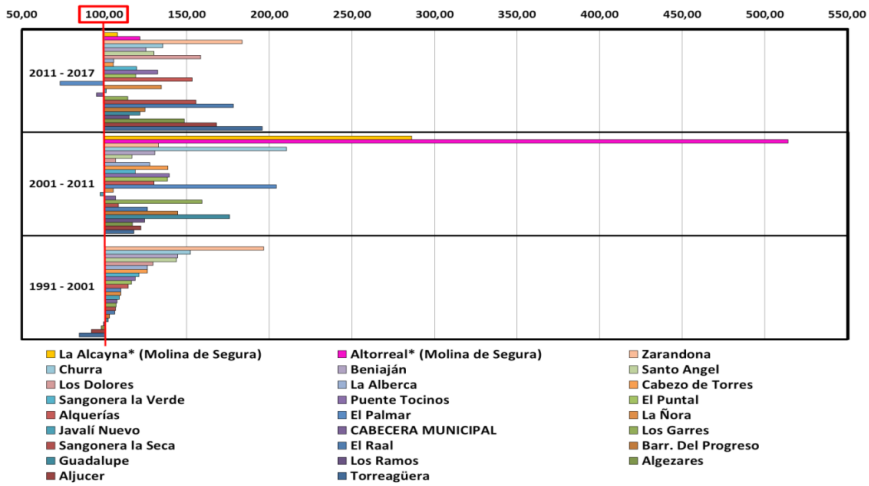 50,00 100,00 150,00 200,00 250,00 300,00 350,00 400,00 450,00 500,00 550,00
2011 - 2017
2001 - 2011
1991 - 2001
La Alcayna* (Molina de Segura) Altorreal* (Molina de Segura) Zarandona
Churra Beniaján Santo Angel
Los Dolores La Alberca Cabezo de Torres
Sangonera la Verde Puente Tocinos El Puntal
Alquerías El Palmar La Ñora
Javalí Nuevo CABECERA MUNICIPAL Los Garres
Sangonera la Seca El Raal Barr. Del Progreso
Guadalupe Los Ramos Algezares
Aljucer Torreagüera